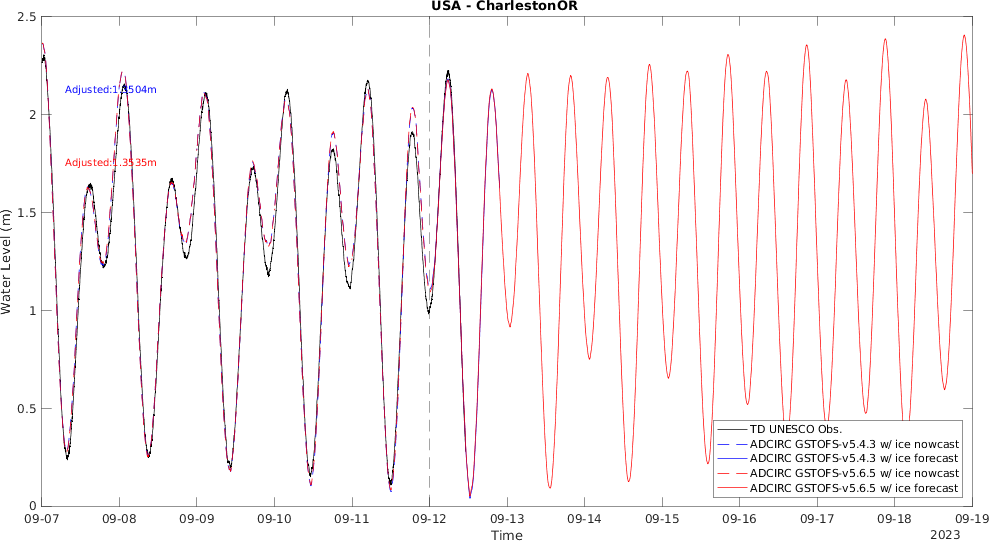 USA - CharlestonOR
2.5
2
1.5
1
0.5
0
Water Level (m)
Adjusted:1.3535m
TD UNESCO Obs.
ADCIRC GSTOFS-v5.4.3 w/ ice nowcast
ADCIRC GSTOFS-v5.4.3 w/ ice forecast
ADCIRC GSTOFS-v5.6.5 w/ ice nowcast
ADCIRC GSTOFS-v5.6.5 w/ ice forecast
09-07 09-08 09-09 09-10 09-11 09-12 09-13 09-14 09-15 09-16 09-17 09-18 09-19
Time
2023